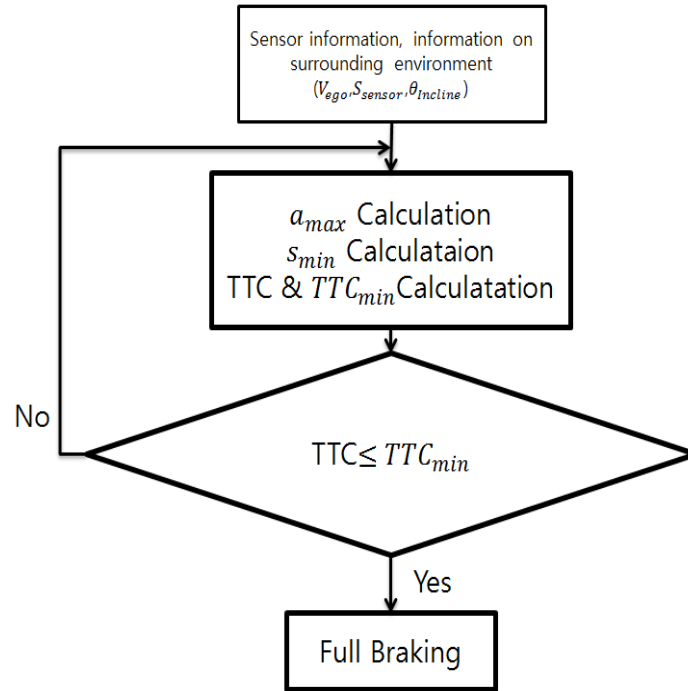 Sensor information, information on
surrounding environment
(V_ego,S_sensor,θ_Incline)
a_max Calculation
s_min Calculataion
TTC & TTC_min Calculatation
No
TTC≤ TTC_min
Yes
Full Braking